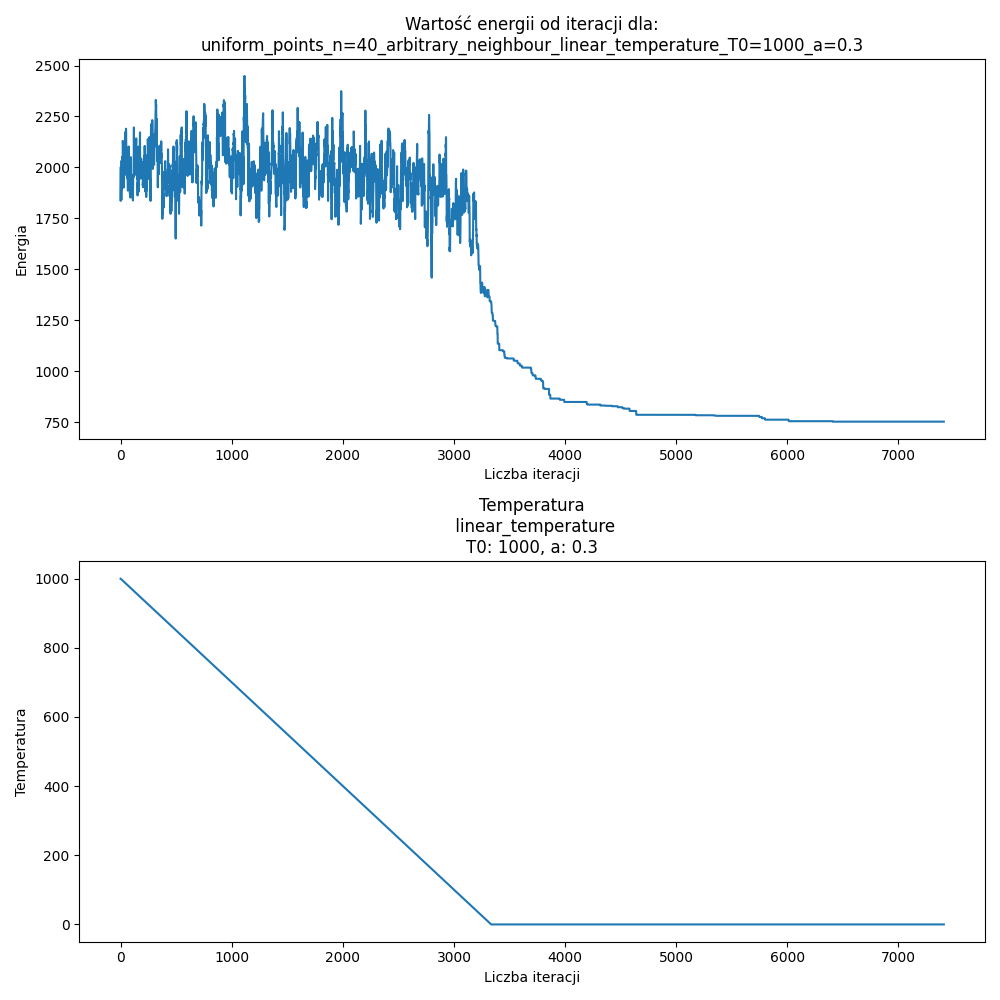 Wartość energii od iteracji dla:
uniform_points_n=40_arbitrary_neighbour_linear_temperature_T0=1000_a=0.3
2500
2250
2000
1750
1500
1250
1000
750
Energia
0 1000 2000 3000 4000 5000 6000 7000
Liczba iteracji
Temperatura
linear_temperature
T0: 1000, a: 0.3
1000
800
600
400
200
0
Temperatura
0 1000 2000 3000 4000 5000 6000 7000
Liczba iteracji